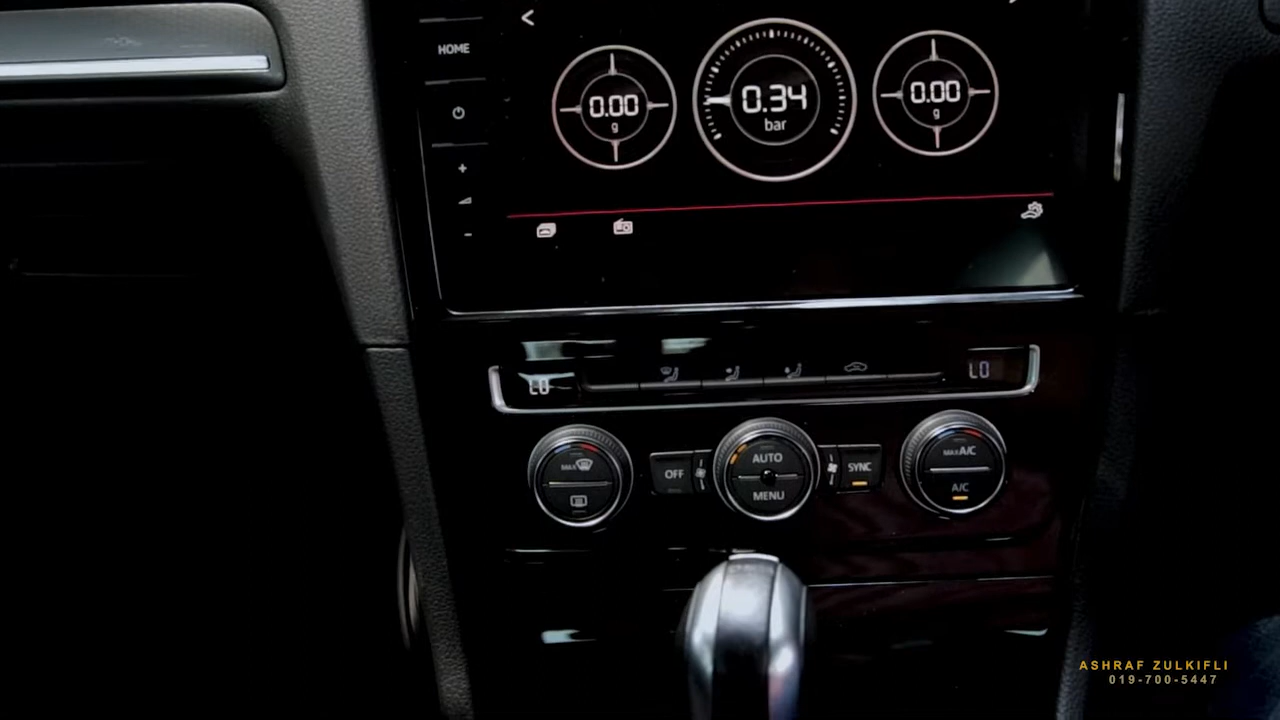 <
HOME
0.00
g
0.34
bar
0.00
g
+
-
LO
LO
MAX
OFF
AUTO
MENU
SYNC
MAX A/C
A/C
ASHRAF ZULKIFLI
019-700-5447